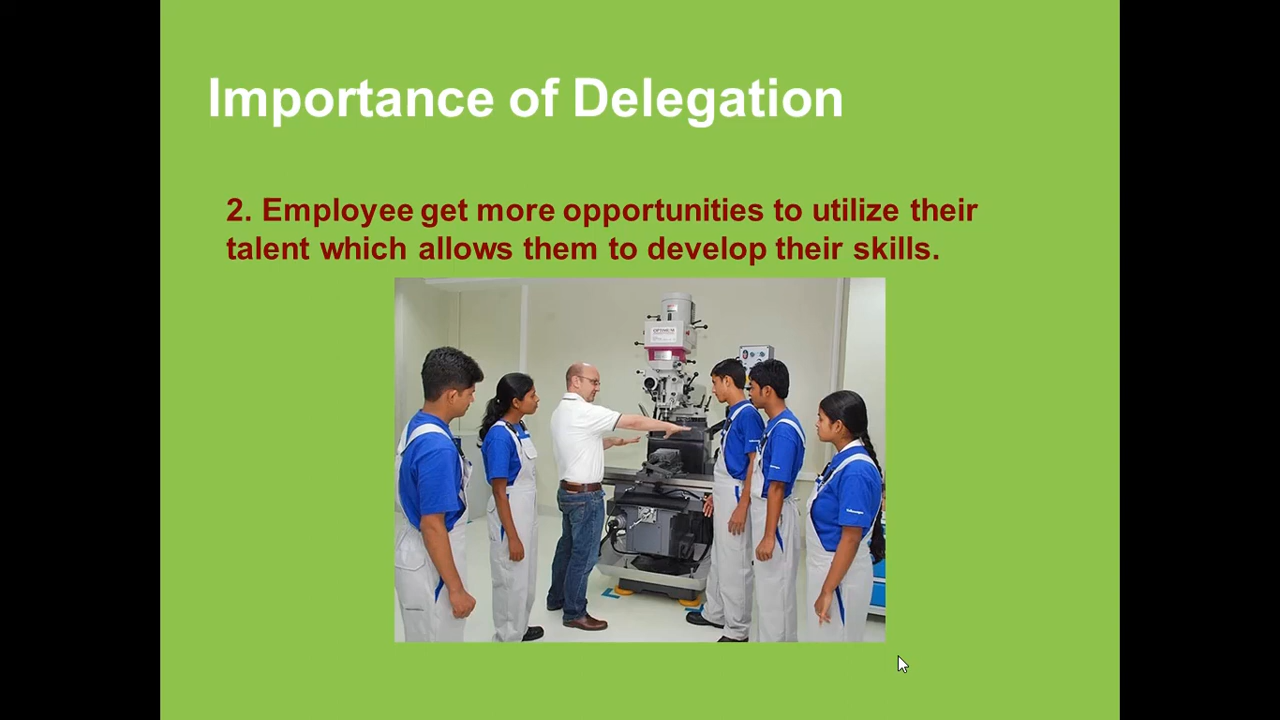 Importance of Delegation
2. Employee get more opportunities to utilize their
talent which allows them to develop their skills.